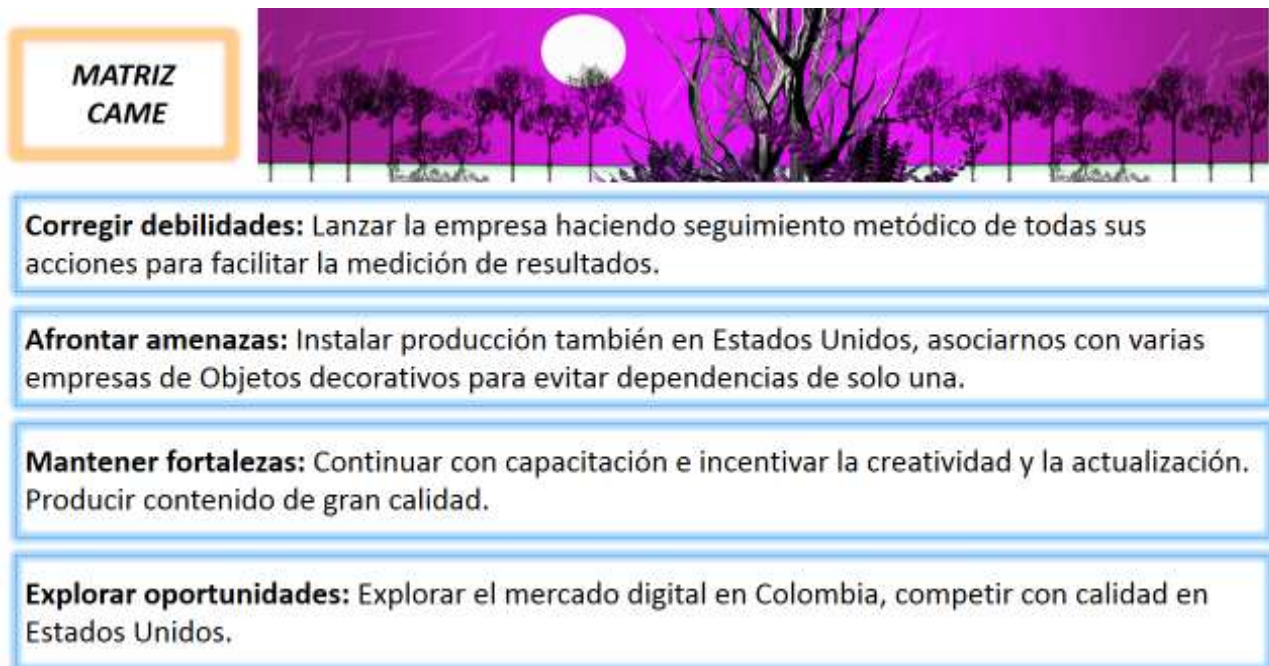 MATRIZ
CAME
Corregir debilidades: Lanzar la empresa haciendo seguimiento metódico de todas sus
acciones para facilitar la medición de resultados.
Afrontar amenazas: Instalar producción también en Estados Unidos, asociarnos con varias
empresas de Objetos decorativos para evitar dependencias de solo una.
Mantener fortalezas: Continuar con capacitación e incentivar la creatividad y la actualización.
Producir contenido de gran calidad.
Explorar oportunidades: Explorar el mercado digital en Colombia, competir con calidad en
Estados Unidos.